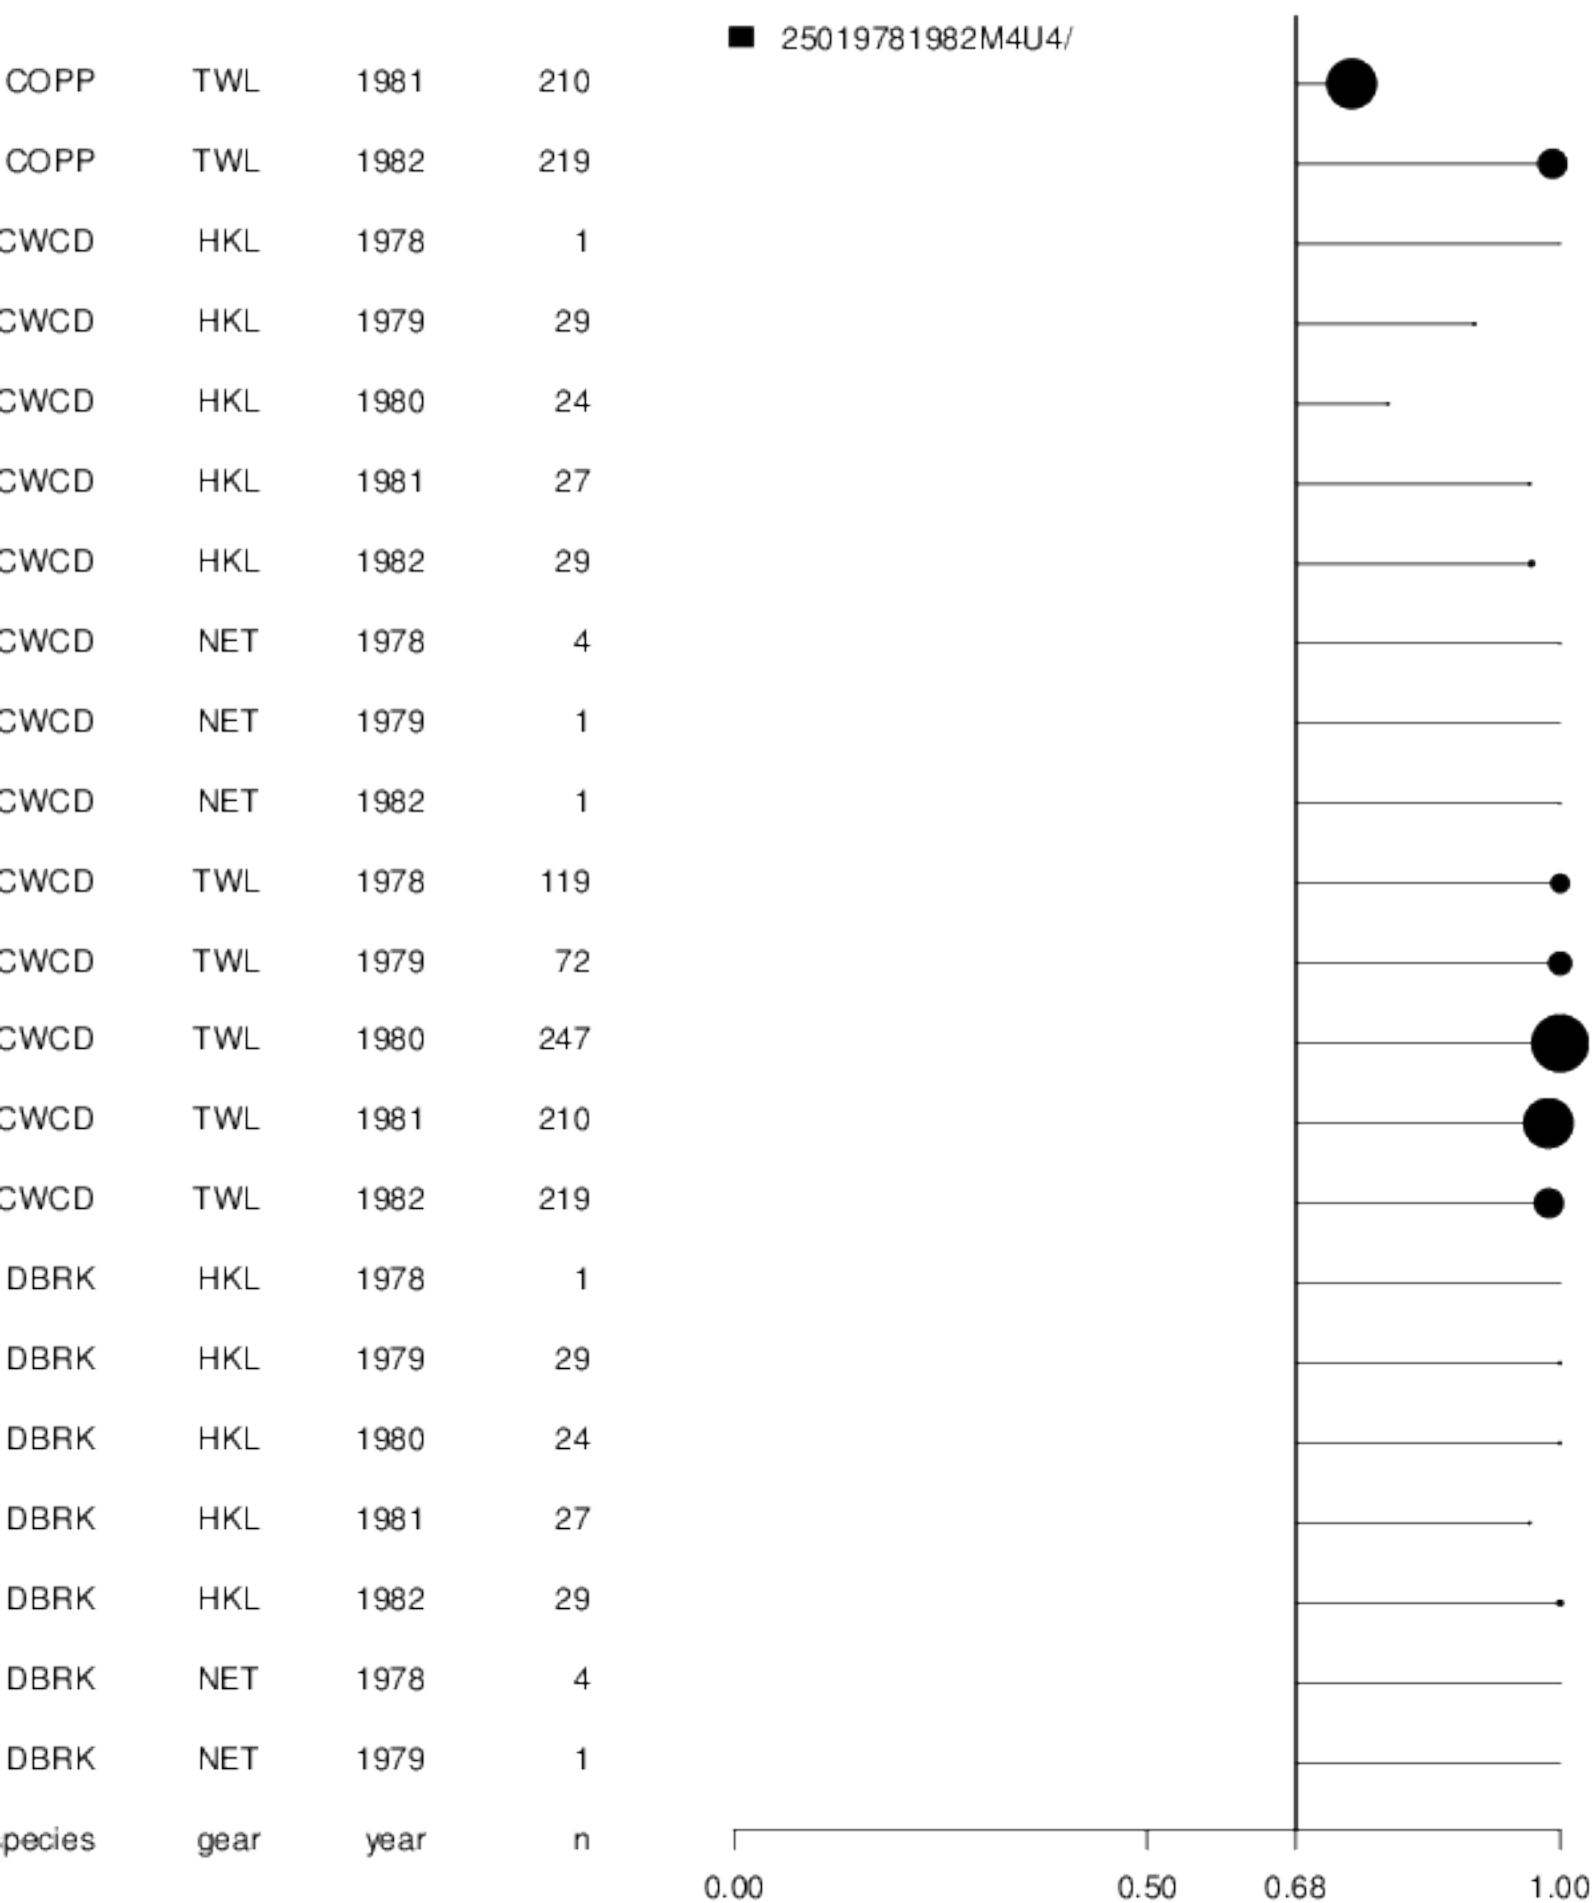 25019781982M4U4/
COPP TWL 1981 210
COPP TWL 1982 219
CWCD HKL 1978 1
CWCD HKL 1979 29
CWCD HKL 1980 24
CWCD HKL 1981 27
CWCD HKL 1982 29
CWCD NET 1978 4
CWCD NET 1979 1
CWCD NET 1982 1
CWCD TWL 1978 119
CWCD TWL 1979 72
CWCD TWL 1980 247
CWCD TWL 1981 210
CWCD TWL 1982 219
DBRK HKL 1978 1
DBRK HKL 1979 29
DBRK HKL 1980 24
DBRK HKL 1981 27
DBRK HKL 1982 29
DBRK NET 1978 4
DBRK NET 1979 1
pecies gear year n
0.00 0.50 0.68 1.00